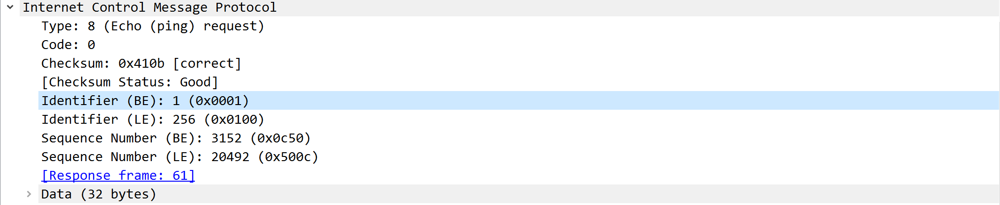 Internet Control Message Protocol
Type: 8 (Echo (ping) request)
Code: 0
Checksum: 0x410b [correct]
[Checksum Status: Good]
Identifier (BE): 1 (0x0001)
Identifier (LE): 256 (0x0100)
Sequence Number (BE): 3152 (0x0c50)
Sequence Number (LE): 20492 (0x500c)
[Response frame: 61]
Data (32 bytes)